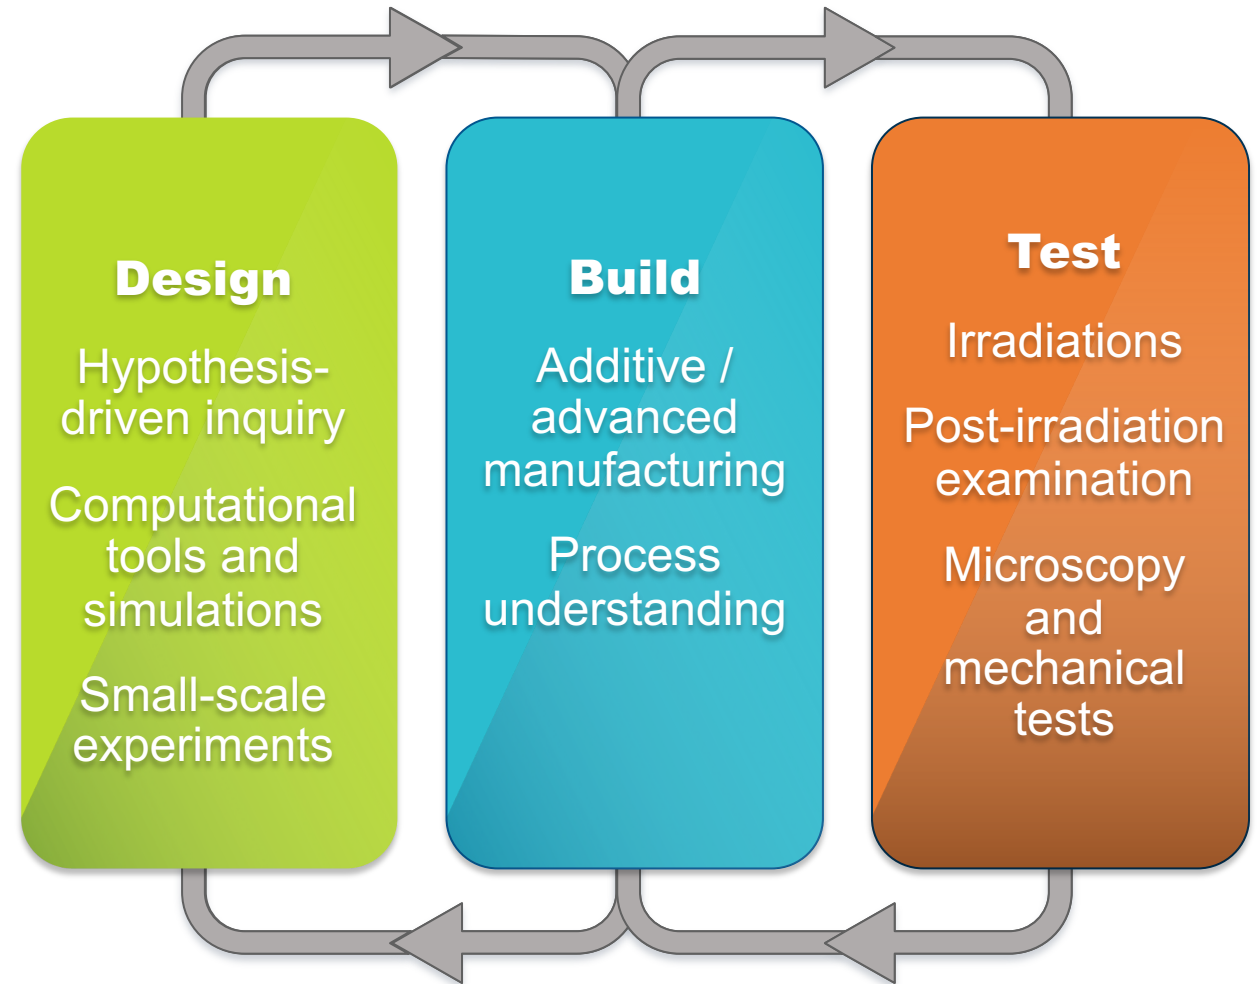 Design
Hypothesis-
driven inquiry
Computational
tools and
simulations
Small-scale
experiments
Build
Additive /
advanced
manufacturing
Process
understanding
Test
Irradiations
Post-irradiation
examination
Microscopy
and
mechanical
tests